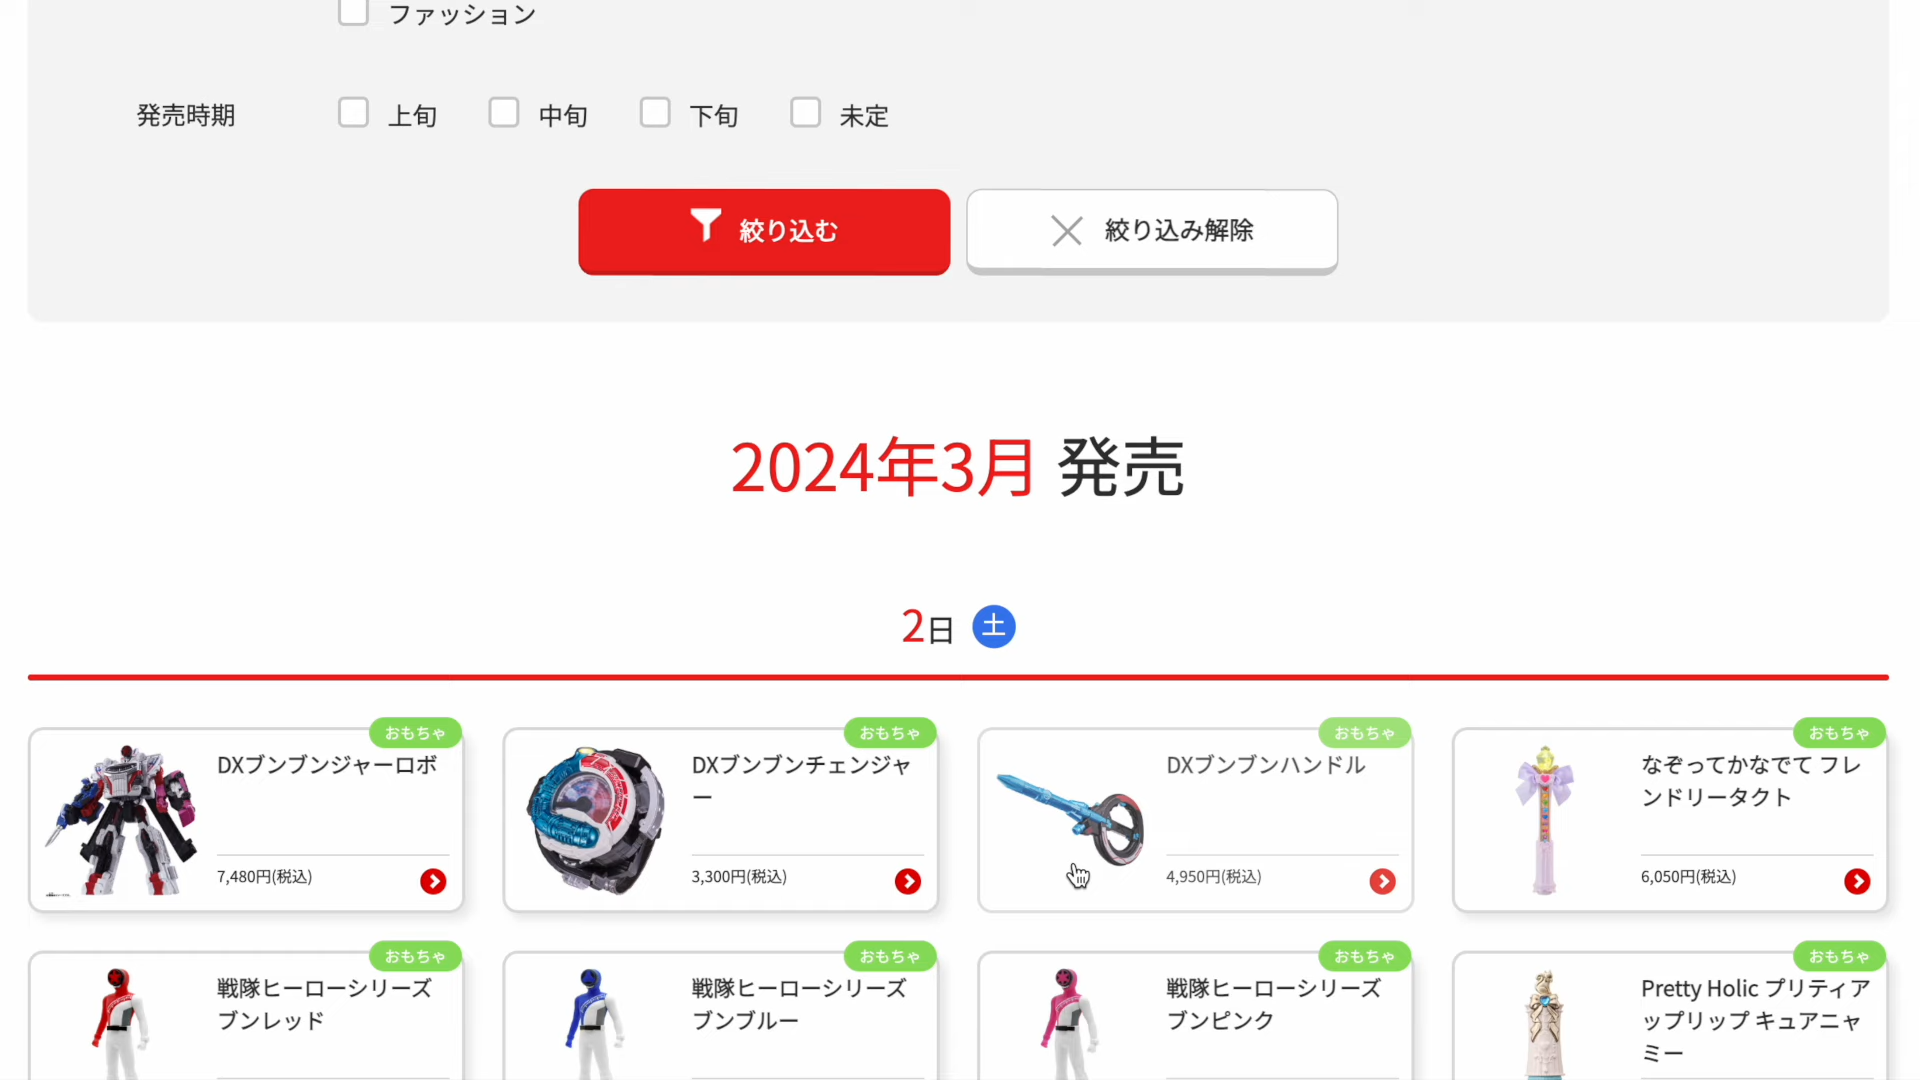 ファッション
発売時期
上旬
中旬
下旬
未定
絞り込む
絞り込み解除
2024年3月 発売
2日 土
おもちゃ
DXブンブンジャーロボ
7,480円(税込)
おもちゃ
DXブンブンチェンジャ
ー
3,300円(税込)
おもちゃ
DXブンブンハンドル
4,950円(税込)
おもちゃ
なぞってかなでて フレ
ンドリータクト
6,050円(税込)
おもちゃ
戦隊ヒーローシリーズ
ブンレッド
おもちゃ
戦隊ヒーローシリーズ
ブンブルー
おもちゃ
戦隊ヒーローシリーズ
ブンピンク
おもちゃ
Pretty Holic プリティア
ップリップ キュアニャ
ミー